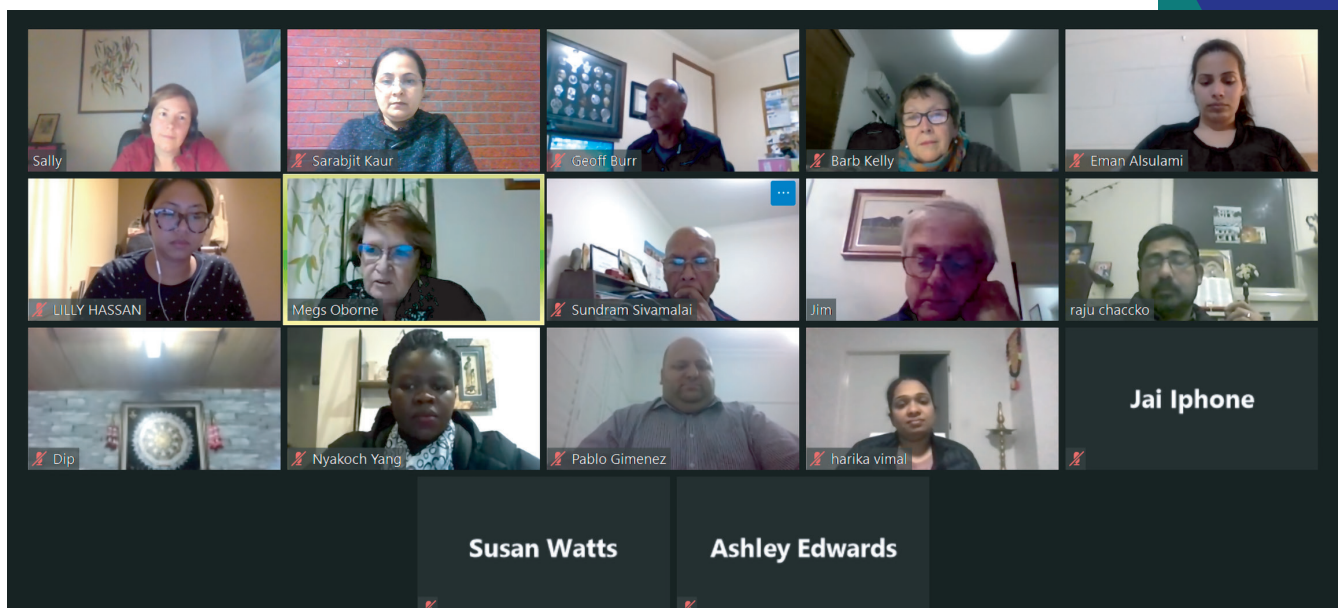 Sally
Sarabjit Kaur
Geoff Burr
Barb Kelly
Eman Alsulami
LILLY HASSAN
Megs Oborne
Sundram Sivamalai
Jim
raju chaccko
Dip
Nyakoch Yang
Pablo Gimenez
harika vimal
Jai Iphone
Susan Watts
Ashley Edwards